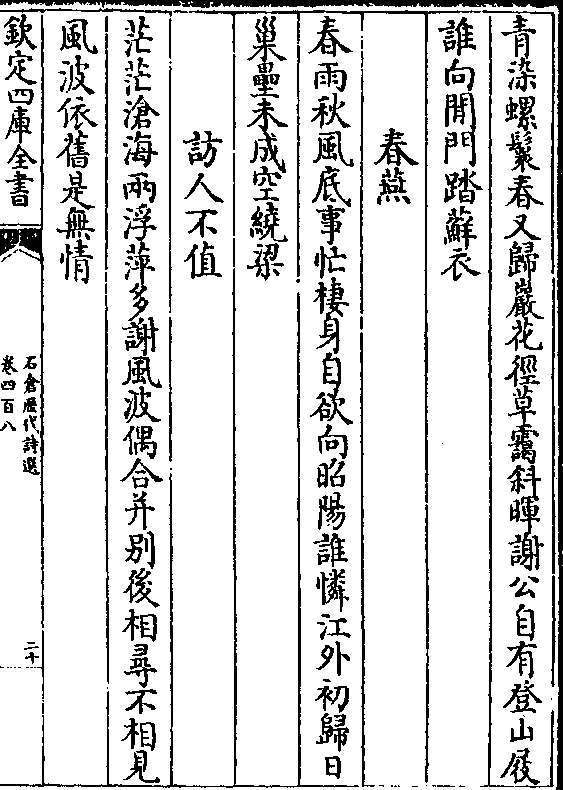 青染螺鬟春又歸巖花徑草靄斜暉謝公自有登山屐
誰向閒門踏蘚衣
春燕
春雨秋風底事忙棲身自欲向昭陽誰憐江外初歸日
巢壘未成空繞梁
訪人不值
茫茫滄海兩浮萍多謝風波偶合并別後相尋不相見
風波依舊是無情
欽定四庫全書
石倉歷代詩選
卷四百八
二十